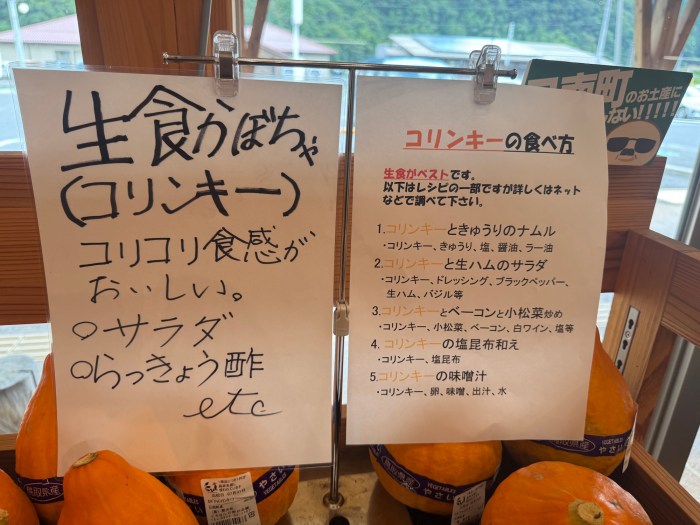 生食かぼちゃ
(コリンキー)
コリコリ食感が
おいしい。
○サラダ
○らっきょう酢
etc
コリンキーの食べ方
生食がベストです。
以下はレシピの一部ですが詳しくはネット
などで調べて下さい。
1.コリンキーときゅうりのナムル
・コリンキー、きゅうり、塩、醤油、ラー油
2.コリンキーと生ハムのサラダ
・コリンキー、ドレッシング、ブラックペッパー、
生ハム、バジル等
3.コリンキーとベーコンと小松菜炒め
・コリンキー、小松菜、ベーコン、白ワイン、塩等
4.コリンキーの塩昆布和え
・コリンキー、塩昆布
5.コリンキーの味噌汁
・コリンキー、卵、味噌、出汁、水
町のお土産に
ない!!!!!
VEGETABLES
やさい
VEGETABLES
やさい